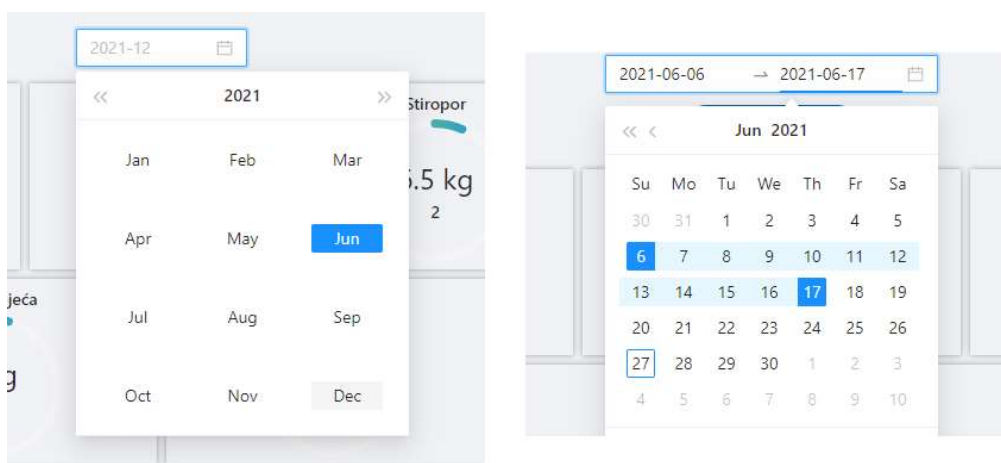 2021-12
« 2021 »
Stiropor
Jan Feb Mar
.5 kg
2
Apr May Jun
jeća
Jul Aug Sep
g
Oct Nov Dec
2021-06-06 → 2021-06-17
« < Jun 2021
Su Mo Tu We Th Fr Sa
30 31 1 2 3 4 5
6 7 8 9 10 11 12
13 14 15 16 17 18 19
20 21 22 23 24 25 26
27 28 29 30 1 2 3
4 5 6 7 8 9 10